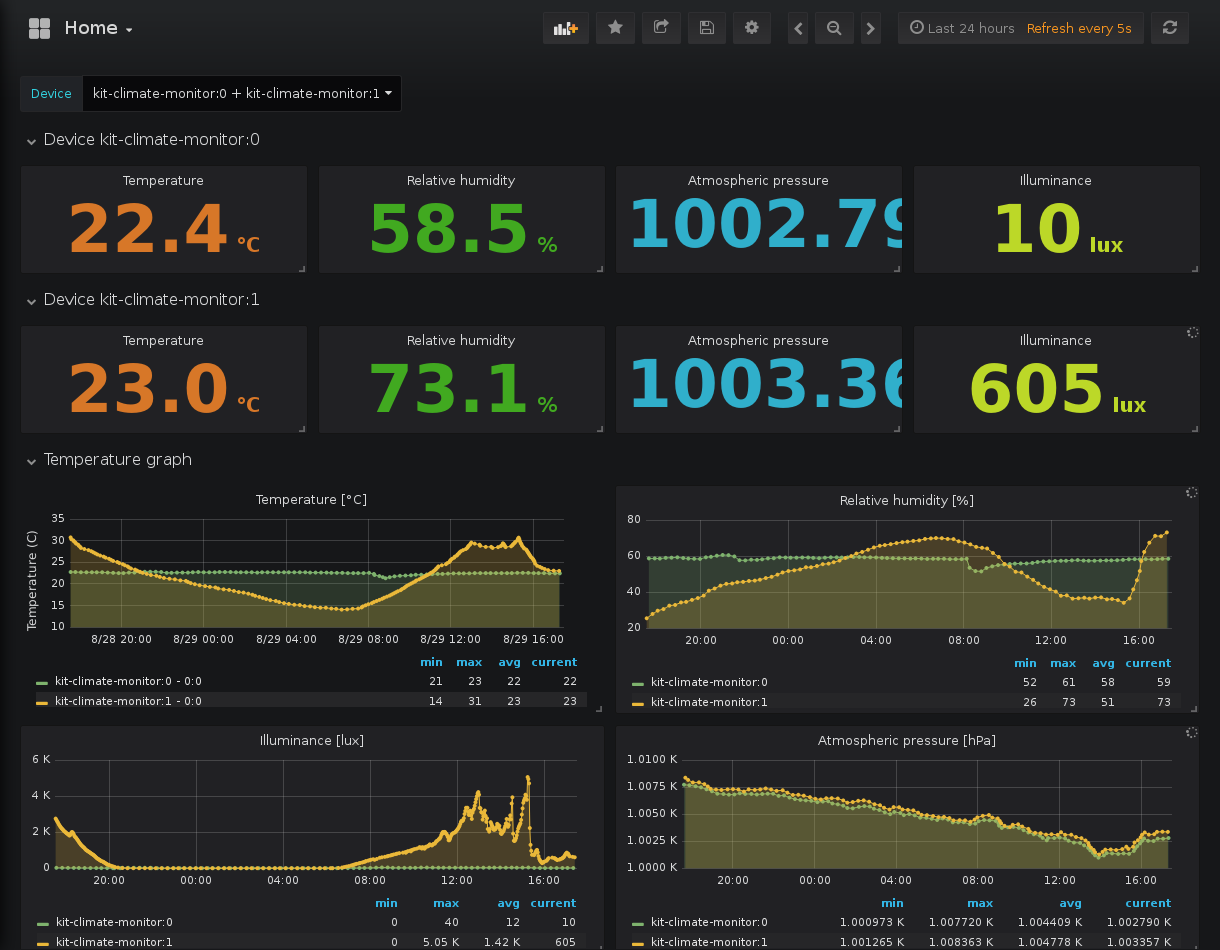 Home
Last 24 hours Refresh every 5s
Device kit-climate-monitor:0 + kit-climate-monitor:1
Device kit-climate-monitor:0
Temperature Relative humidity Atmospheric pressure Illuminance
22.4 °C 58.5 % 1002.79 10 lux
Device kit-climate-monitor:1
Temperature Relative humidity Atmospheric pressure Illuminance
23.0 °C 73.1 % 1003.36 605 lux
Temperature graph
Temperature [°C]
Temperature (C)
35
30
25
20
15
10
8/28 20:00 8/29 00:00 8/29 04:00 8/29 08:00 8/29 12:00 8/29 16:00
min max avg current
kit-climate-monitor:0 - 0:0 21 23 22 22
kit-climate-monitor:1 - 0:0 14 31 23 23
Relative humidity [%]
80
60
40
20
20:00 00:00 04:00 08:00 12:00 16:00
min max avg current
kit-climate-monitor:0 52 61 58 59
kit-climate-monitor:1 26 73 51 73
Illuminance [lux]
6 K
4 K
2 K
0
20:00 00:00 04:00 08:00 12:00 16:00
min max avg current
kit-climate-monitor:0 0 40 12 10
kit-climate-monitor:1 0 5.05 K 1.42 K 605
Atmospheric pressure [hPa]
1.0100 K
1.0075 K
1.0050 K
1.0025 K
1.0000 K
20:00 00:00 04:00 08:00 12:00 16:00
min max avg current
kit-climate-monitor:0 1.000973 K 1.007720 K 1.004409 K 1.002790 K
kit-climate-monitor:1 1.001265 K 1.008363 K 1.004778 K 1.003357 K